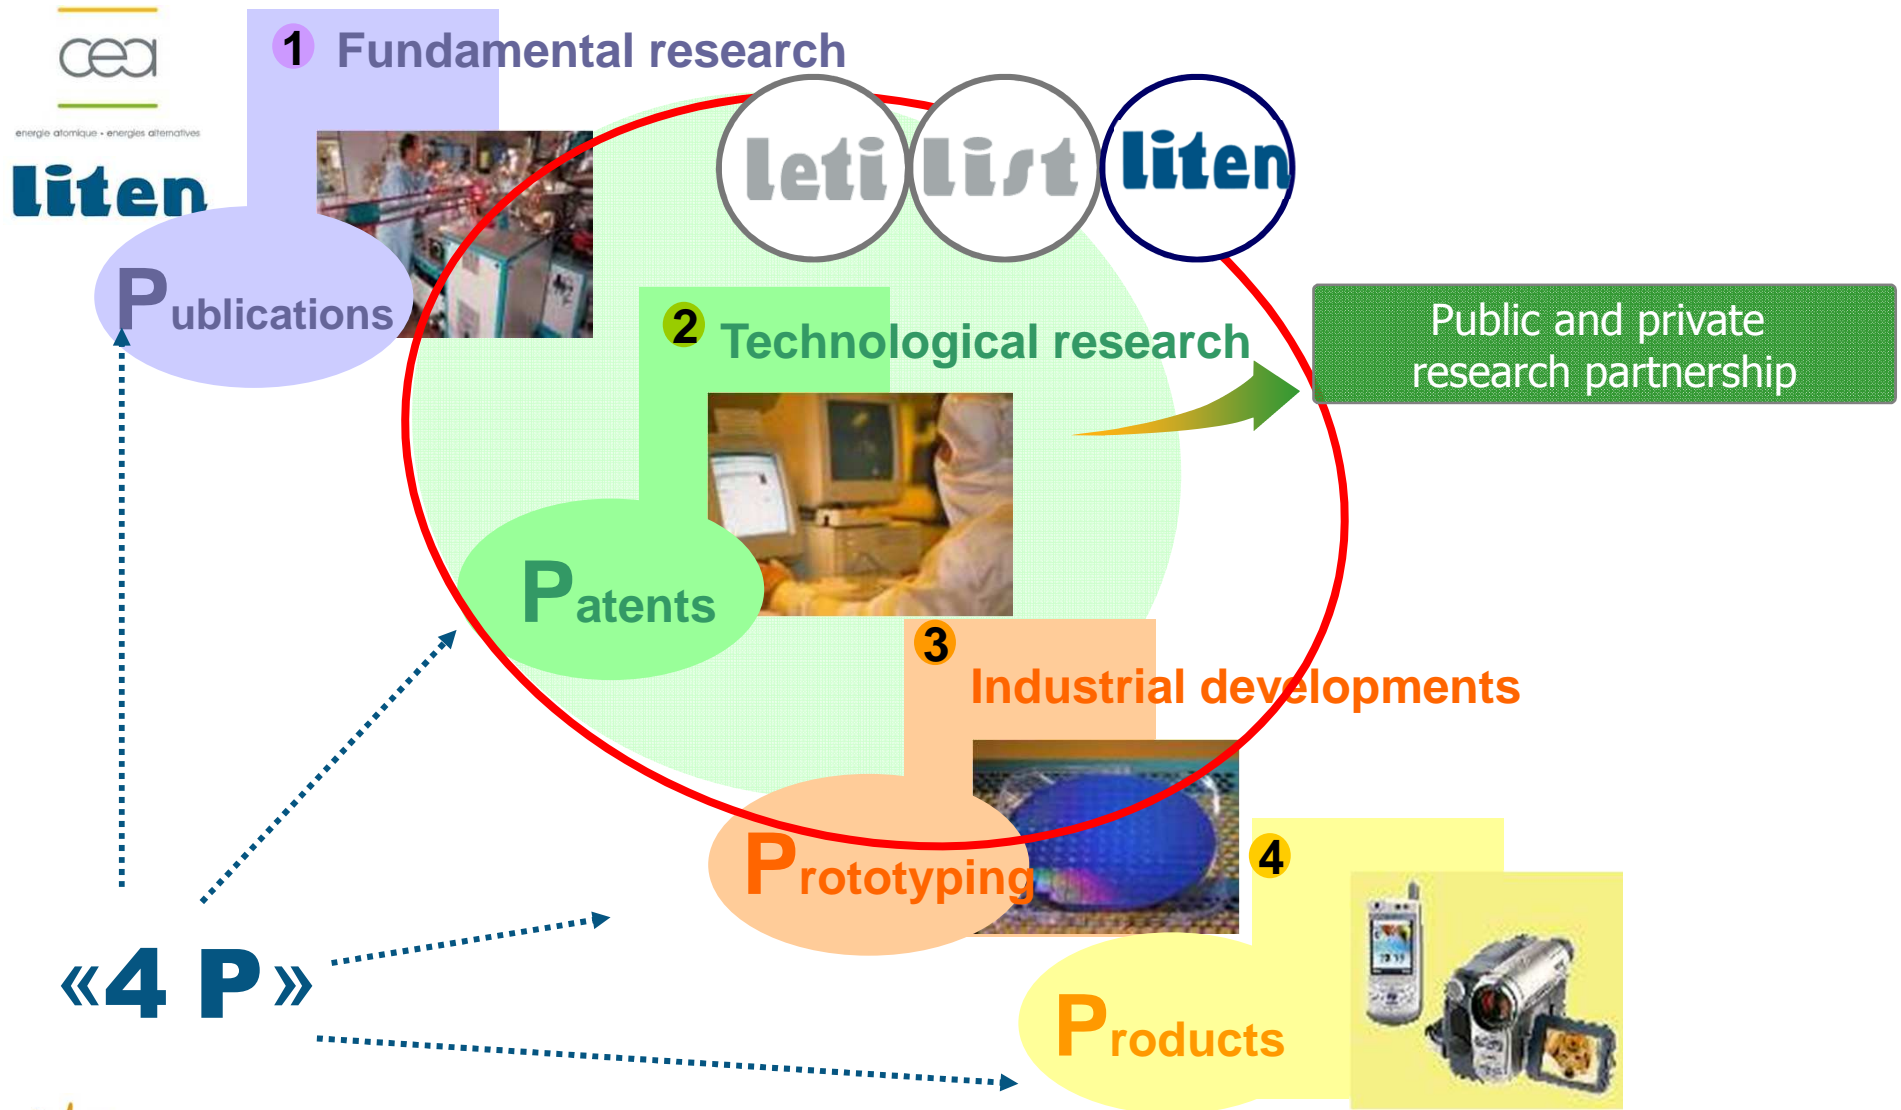 cea
energie atomique • energies alternatives
liten
1 Fundamental research
leti list liten
Publications
2 Technological research
Public and private
research partnership
Patents
3
Industrial developments
Prototyping
4
«4 P»
Products